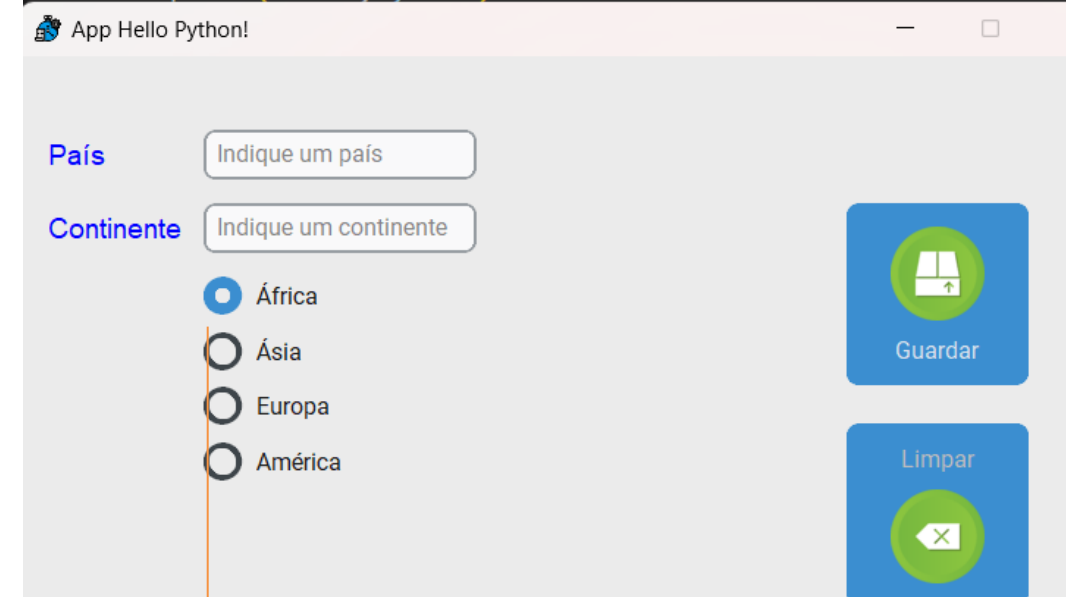 App Hello Python!
País
Indique um país
Continente
Indique um continente
África
Ásia
Europa
América
Guardar
Limpar